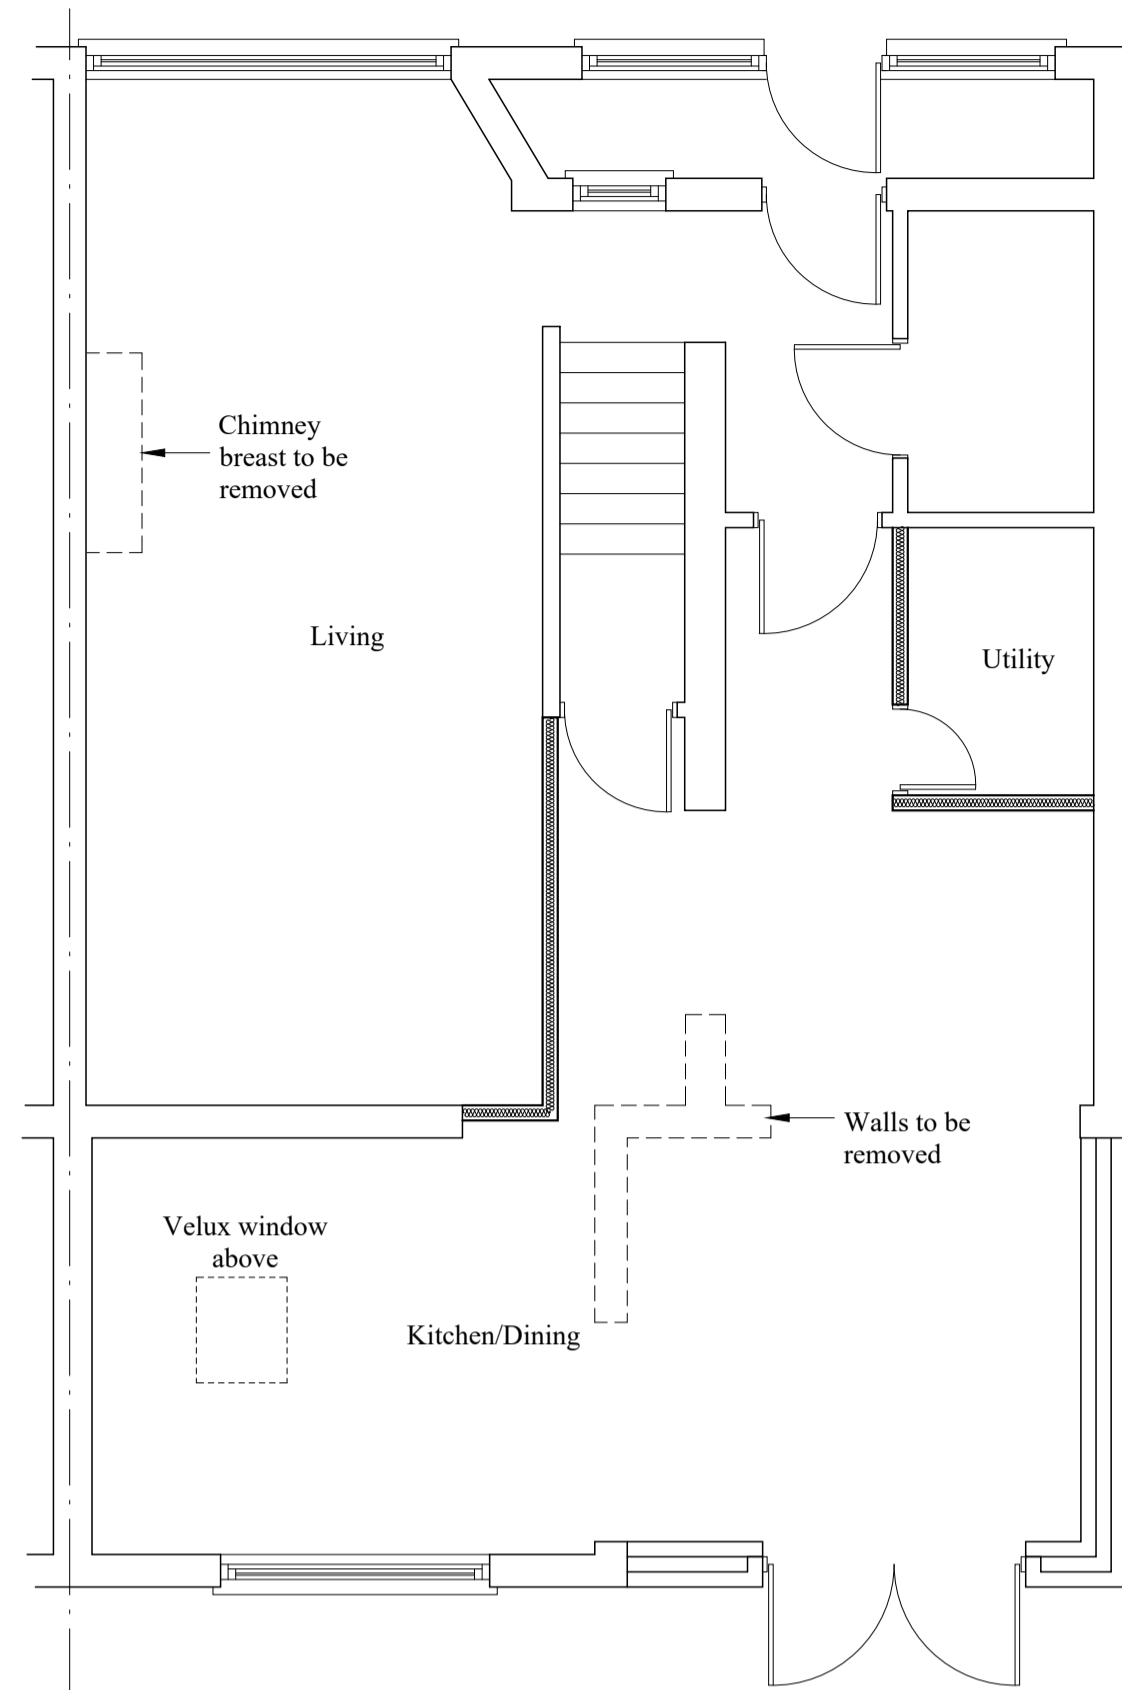 Chimney
breast to be
removed
Living
Utility
Walls to be
removed
Velux window
above
Kitchen/Dining